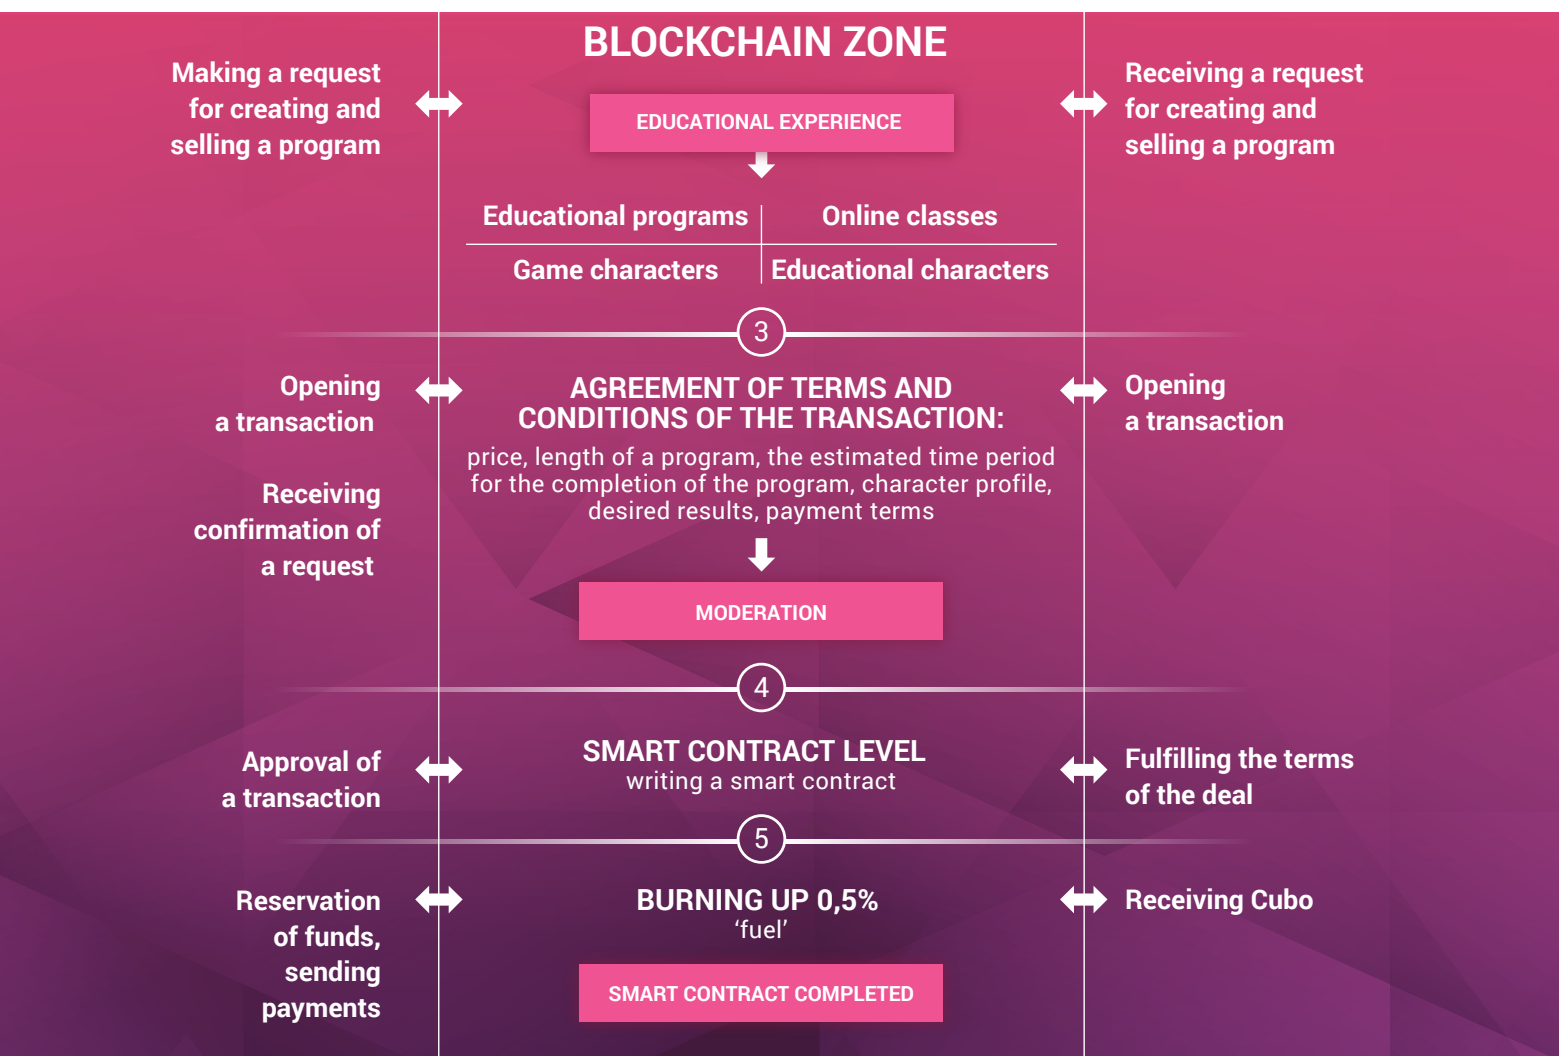 BLOCKCHAIN ZONE
Making a request
for creating and
selling a program
EDUCATIONAL EXPERIENCE
Receiving a request
for creating and
selling a program
Educational programs
Online classes
Game characters
Educational characters
3
Opening
a transaction
Receiving
confirmation of
a request
AGREEMENT OF TERMS AND
CONDITIONS OF THE TRANSACTION:
price, length of a program, the estimated time period
for the completion of the program, character profile,
desired results, payment terms
Opening
a transaction
MODERATION
4
Approval of
a transaction
SMART CONTRACT LEVEL
writing a smart contract
Fulfilling the terms
of the deal
5
Reservation
of funds,
sending
payments
BURNING UP 0,5%
‘fuel’
Receiving Cubo
SMART CONTRACT COMPLETED